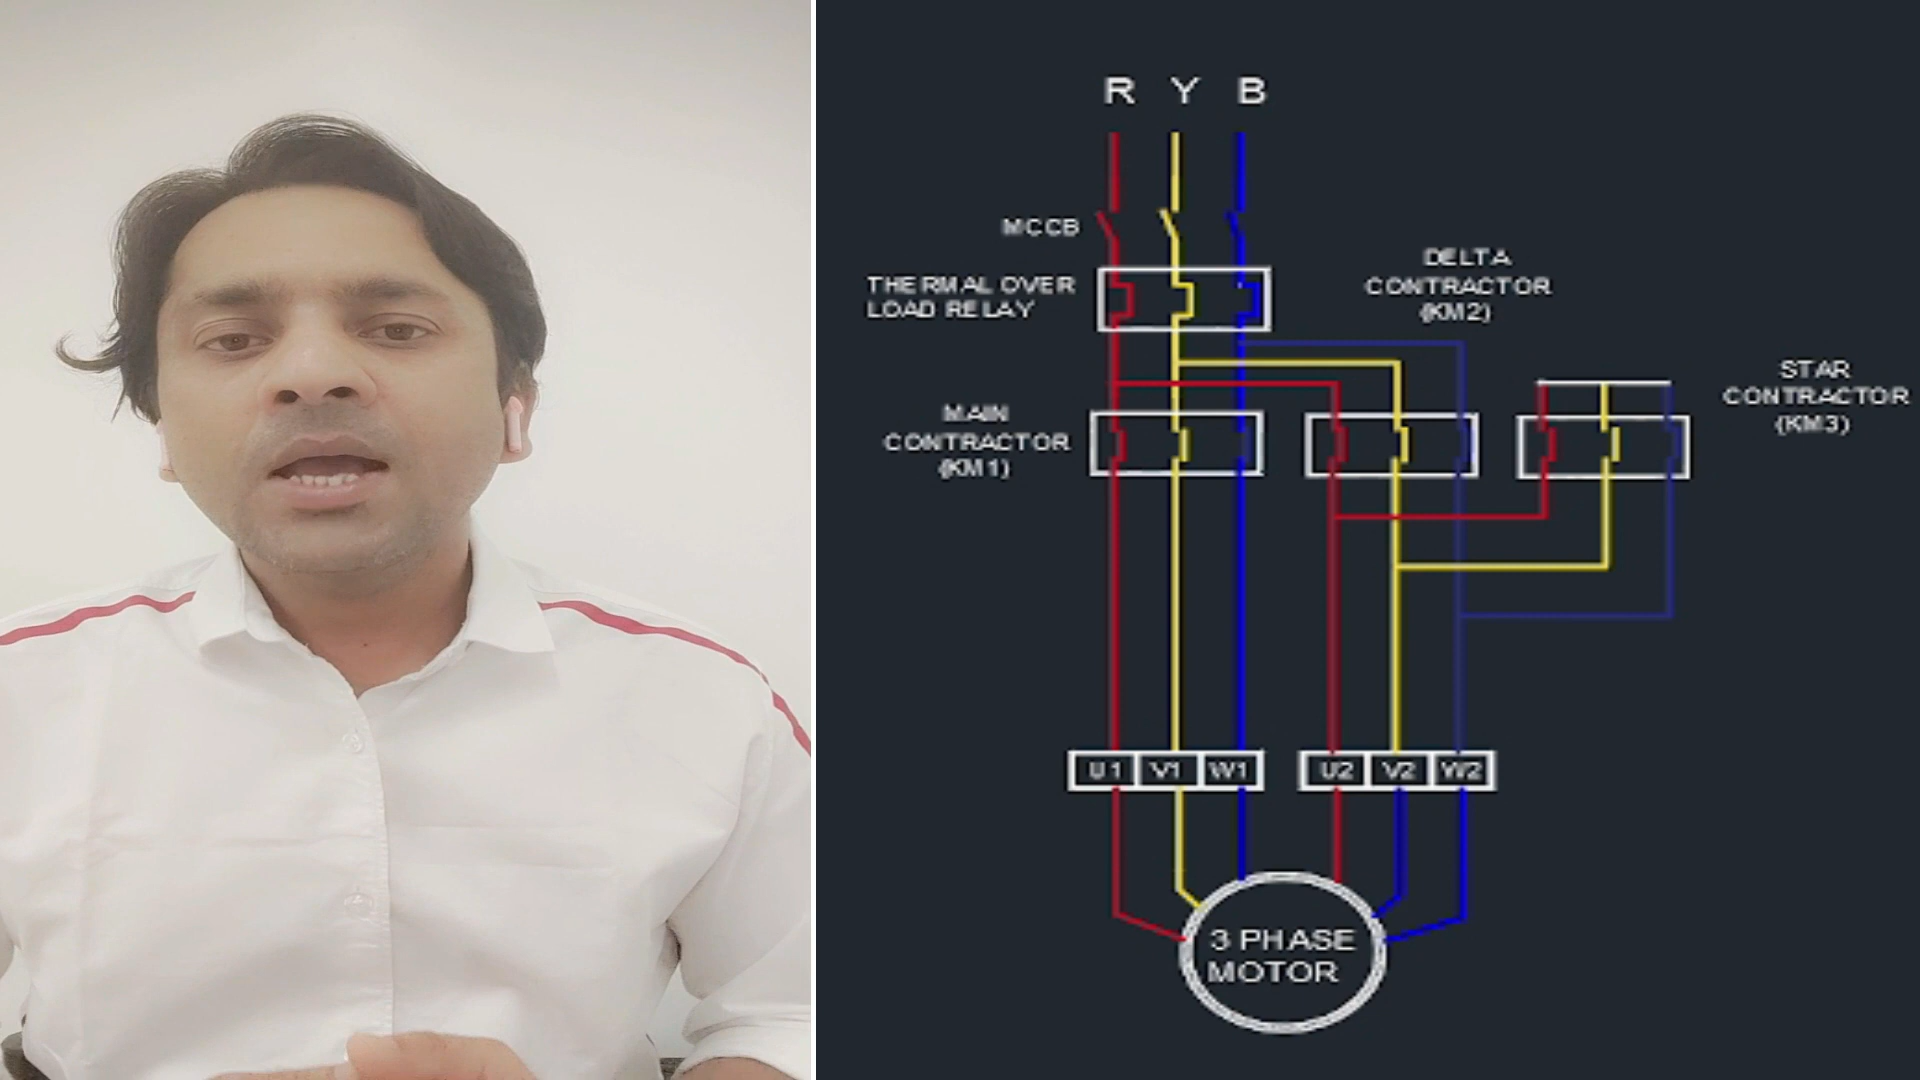 R Y B
MCCB
THERMAL OVER
LOAD RELAY
DELTA
CONTRACTOR
(KM2)
STAR
CONTRACTOR
(KM3)
MAIN
CONTRACTOR
(KM1)
U1 V1 W1 U2 V2 W2
3 PHASE
MOTOR